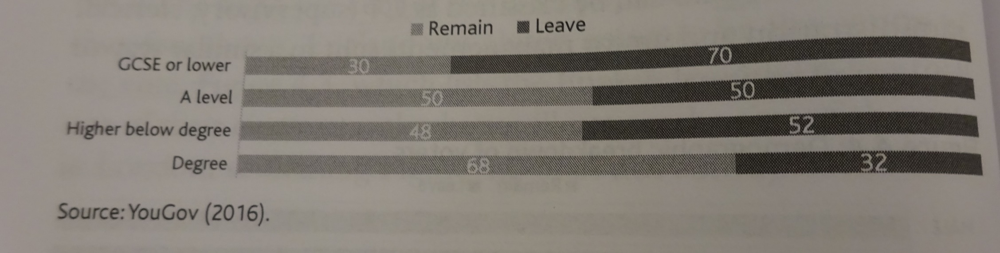 Remain Leave
GCSE or lower 30 70
A level 50 50
Higher below degree 48 52
Degree 68 32
Source: YouGov (2016).